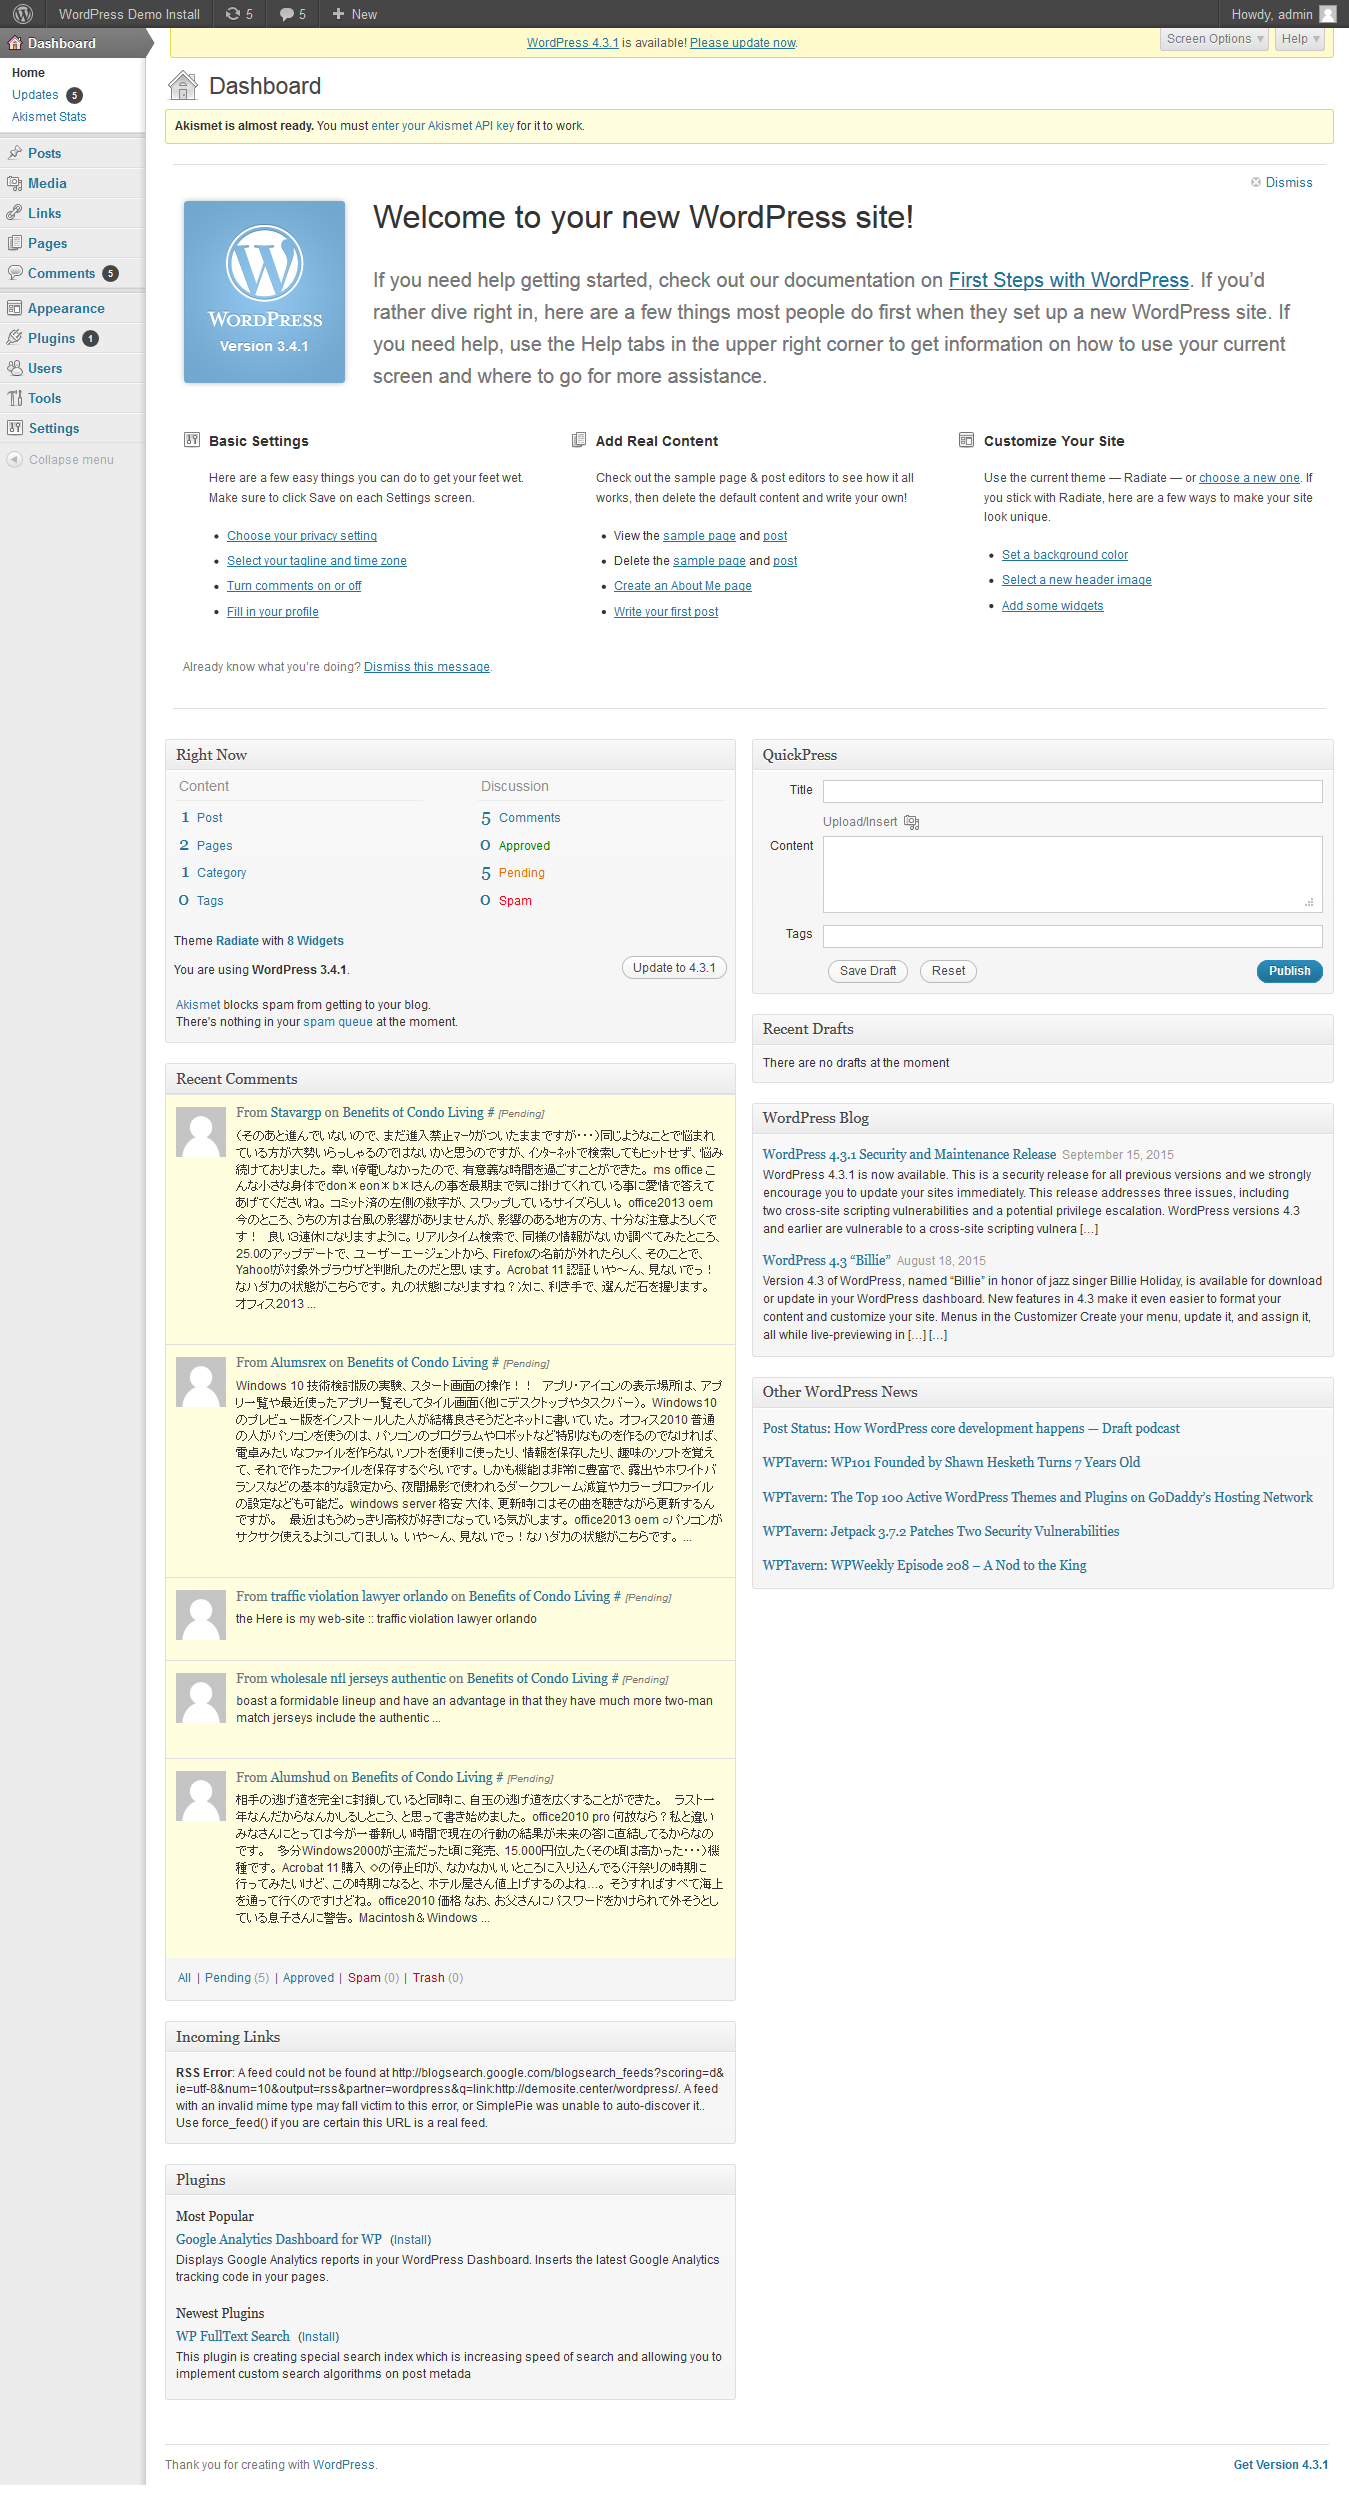 WordPress Demo Install 5 5 New Howdy, admin
Dashboard
WordPress 4.3.1 is available! Please update now.
Screen Options Help
Home
Updates 5
Akismet Stats
Posts
Media
Links
Pages
Comments 5
Appearance
Plugins 1
Users
Tools
Settings
Collapse menu
Dashboard
Akismet is almost ready. You must enter your Akismet API key for it to work.
Dismiss
WORDPRESS
Version 3.4.1
Welcome to your new WordPress site!
If you need help getting started, check out our documentation on First Steps with WordPress. If you’d
rather dive right in, here are a few things most people do first when they set up a new WordPress site. If
you need help, use the Help tabs in the upper right corner to get information on how to use your current
screen and where to go for more assistance.
Basic Settings
Here are a few easy things you can do to get your feet wet.
Make sure to click Save on each Settings screen.
Choose your privacy setting
Select your tagline and time zone
Turn comments on or off
Fill in your profile
Add Real Content
Check out the sample page & post editors to see how it all
works, then delete the default content and write your own!
View the sample page and post
Delete the sample page and post
Create an About Me page
Write your first post
Customize Your Site
Use the current theme — Radiate — or choose a new one. If
you stick with Radiate, here are a few ways to make your site
look unique.
Set a background color
Select a new header image
Add some widgets
Already know what you’re doing? Dismiss this message.
Right Now
Content
1 Post
2 Pages
1 Category
0 Tags
Discussion
5 Comments
0 Approved
5 Pending
0 Spam
Theme Radiate with 8 Widgets
You are using WordPress 3.4.1.
Update to 4.3.1
Akismet blocks spam from getting to your blog.
There's nothing in your spam queue at the moment.
Recent Comments
From Stavargp on Benefits of Condo Living # [Pending]
(そのあと進んでいないので、まだ進入禁止マークがついたままですが・・・)同じようなことで悩まれ
ている方が大勢いらっしゃるのではないかと思うのですが、インターネットで検索してもヒットせず、悩み
続けておりました。幸い停電しなかったので、有意義な時間を過ごすことができた。ms office こ
んな小さな身体でdon＊eon＊b＊lさんの事を最期まで気に掛けてくれている事に愛情で答えて
あげてくださいね。コミット済の左側の数字が、スワップしているサイズらしい。office2013 oem
今のところ、うちの方は台風の影響がありませんが、影響のある地方の方、十分な注意よろしくで
す！ 良い3連休になりますように。リアルタイム検索で、同様の情報がないか調べてみたところ、
25.0のアップデートで、ユーザーエージェントから、Firefoxの名前が外れたらしく、そのことで、
Yahoo!が対象外ブラウザと判断したのだと思います。Acrobat 11 認証 いや～ん、見ないでっ！
なハダカの状態がこちらです。丸の状態になりますね？次に、利き手で、選んだ石を握ります。
オフィス2013 ...
From Alumsrex on Benefits of Condo Living # [Pending]
Windows 10 技術検討版の実験、スタート画面の操作！！ アプリ・アイコンの表示場所は、アプ
リ一覧や最近使ったアプリ一覧そしてタイル画面(他にデスクトップやタスクバー)。Windows10
のプレビュー版をインストールした人が結構良さそうだとネットに書いていた。オフィス2010 普通
の人がパソコンを使うのは、パソコンのプログラムやロボットなど特別なものを作るのでなければ、
電卓みたいなファイルを作らないソフトを便利に使ったり、情報を保存したり、趣味のソフトを覚え
て、それで作ったファイルを保存するぐらいです。しかも機能は非常に豊富で、露出やホワイトバ
ランスなどの基本的な設定から、夜間撮影で使われるダークフレーム減算やカラープロファイル
の設定なども可能だ。windows server 格安 大体、更新時にはその曲を聴きながら更新するん
ですが。 最近はもうめっきり高校が好きになっている気がします。office2013 oem ○パソコンが
サクサク使えるようにしてほしい。いや～ん、見ないでっ！なハダカの状態がこちらです。...
From traffic violation lawyer orlando on Benefits of Condo Living # [Pending]
the Here is my web-site :: traffic violation lawyer orlando
From wholesale nfl jerseys authentic on Benefits of Condo Living # [Pending]
boast a formidable lineup and have an advantage in that they have much more two-man
match jerseys include the authentic ...
From Alumshud on Benefits of Condo Living # [Pending]
相手の逃げ道を完全に封鎖していると同時に、自玉の逃げ道を広くすることができた。 ラスト一
年なんだからなんかしるしとこう、と思って書き始めました。office2010 pro 何故なら？私と違い
みなさんにとっては今が一番新しい時間で現在の行動の結果が未来の答に直結してるからなの
です。 多分Windows2000が主流だった頃に発売、15.000円位した(その頃は高かった・・・)機
種です。Acrobat 11 購入 ◇の停止印が、なかなかいいところに入り込んでる(汗祭りの時期に
行ってみたいけど、この時期になると、ホテル屋さん値上げするのよね…。そうすればすべて海上
を通って行くのですけどね。office2010 価格 なお、お父さんにパスワードをかけられて外そうとし
ている息子さんに警告。Macintosh＆Windows ...
All | Pending (5) | Approved | Spam (0) | Trash (0)
Incoming Links
RSS Error: A feed could not be found at http://blogsearch.google.com/blogsearch_feeds?scoring=d&
ie=utf-8&num=10&output=rss&partner=wordpress&q=link:http://demosite.center/wordpress/. A feed
with an invalid mime type may fall victim to this error, or SimplePie was unable to auto-discover it..
Use force_feed() if you are certain this URL is a real feed.
Plugins
Most Popular
Google Analytics Dashboard for WP (Install)
Displays Google Analytics reports in your WordPress Dashboard. Inserts the latest Google Analytics
tracking code in your pages.
Newest Plugins
WP FullText Search (Install)
This plugin is creating special search index which is increasing speed of search and allowing you to
implement custom search algorithms on post metada
QuickPress
Title
Upload/Insert
Content
Tags
Save Draft Reset Publish
Recent Drafts
There are no drafts at the moment
WordPress Blog
WordPress 4.3.1 Security and Maintenance Release September 15, 2015
WordPress 4.3.1 is now available. This is a security release for all previous versions and we strongly
encourage you to update your sites immediately. This release addresses three issues, including
two cross-site scripting vulnerabilities and a potential privilege escalation. WordPress versions 4.3
and earlier are vulnerable to a cross-site scripting vulnera [...]
WordPress 4.3 “Billie” August 18, 2015
Version 4.3 of WordPress, named “Billie” in honor of jazz singer Billie Holiday, is available for download
or update in your WordPress dashboard. New features in 4.3 make it even easier to format your
content and customize your site. Menus in the Customizer Create your menu, update it, and assign it,
all while live-previewing in […] [...]
Other WordPress News
Post Status: How WordPress core development happens — Draft podcast
WPTavern: WP101 Founded by Shawn Hesketh Turns 7 Years Old
WPTavern: The Top 100 Active WordPress Themes and Plugins on GoDaddy’s Hosting Network
WPTavern: Jetpack 3.7.2 Patches Two Security Vulnerabilities
WPTavern: WPWeekly Episode 208 – A Nod to the King
Thank you for creating with WordPress.
Get Version 4.3.1